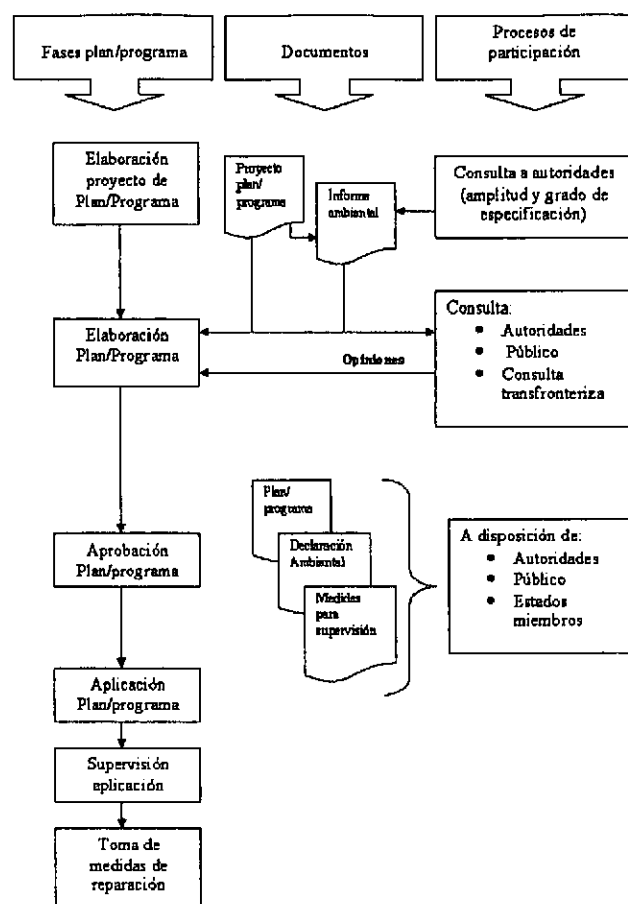 Fases plan/programa
Documentos
Procesos de
participación
Elaboración
proyecto de
Plan/Programa
Proyecto
plan/
programa
Informe
ambiental
Consulta a autoridades
(amplitud y grado de
especificación)
Elaboración
Plan/Programa
Opiniones
Consulta:
• Autoridades
• Público
• Consulta
transfronteriza
Aprobación
Plan/programa
Plan/
programa
Declaración
Ambiental
Medidas
para
supervisión
A disposición de:
• Autoridades
• Público
• Estados
miembros
Aplicación
Plan/programa
Supervisión
aplicación
Toma de
medidas de
reparación